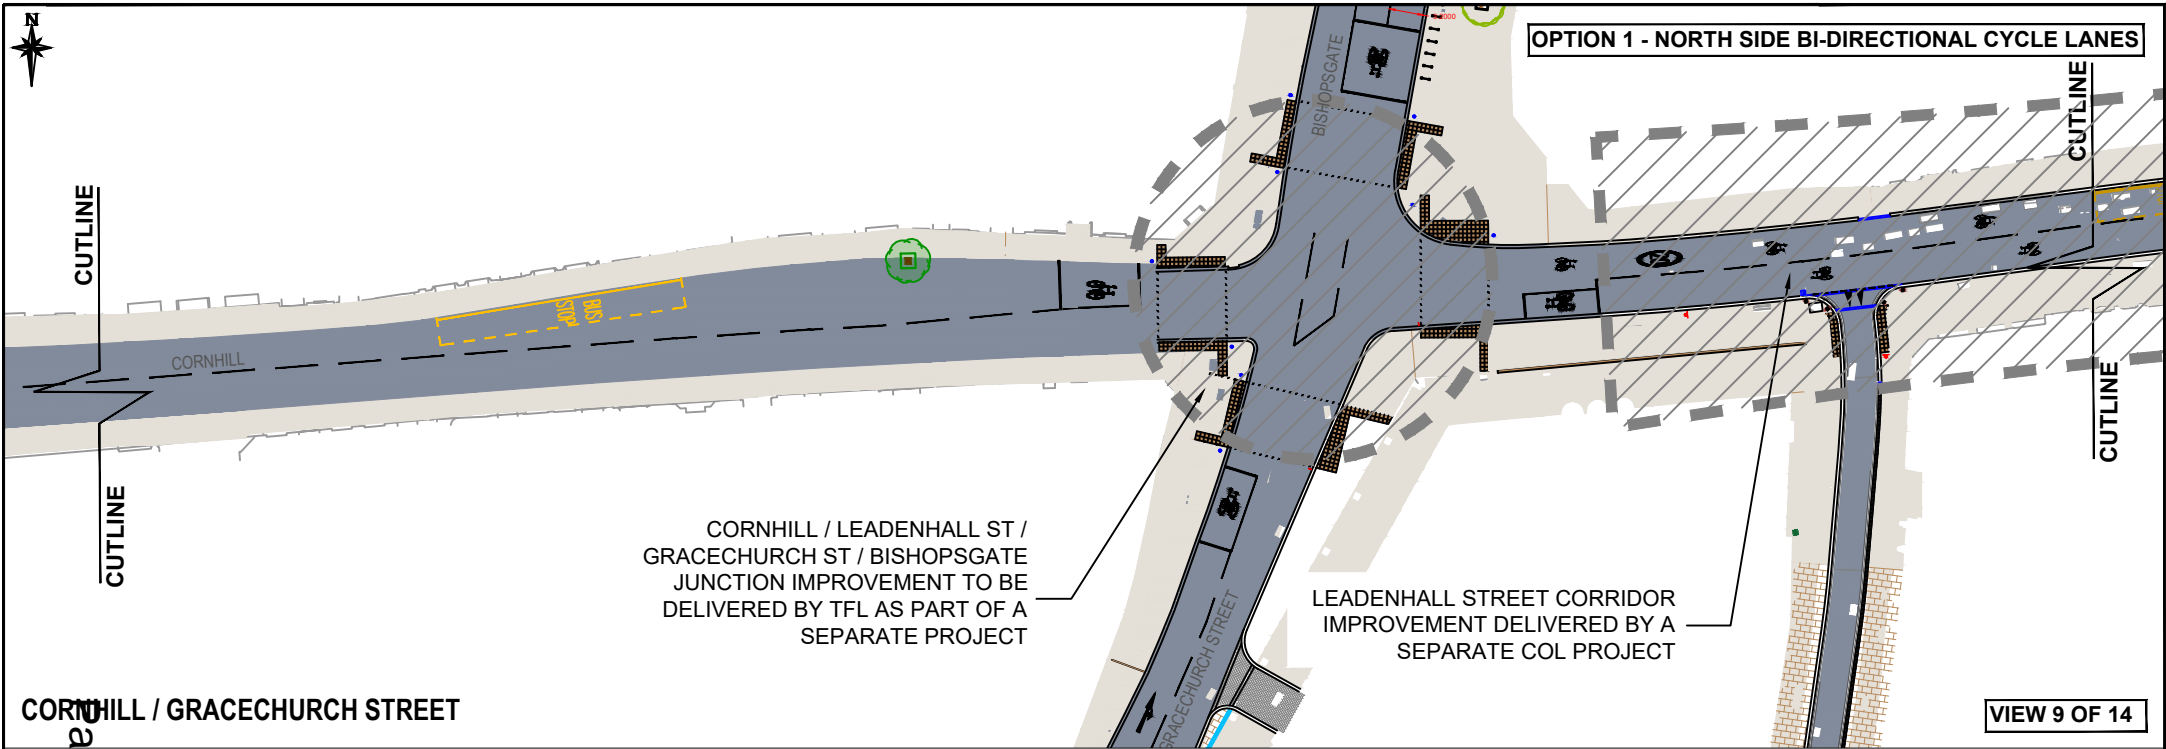 N
OPTION 1 - NORTH SIDE BI-DIRECTIONAL CYCLE LANES
BISHOPSGATE
CUTLINE
CUTLINE
BUS
STOP
CORNHILL
CUTLINE
CUTLINE
CORNHILL / LEADENHALL ST /
GRACECHURCH ST / BISHOPSGATE
JUNCTION IMPROVEMENT TO BE
DELIVERED BY TFL AS PART OF A
SEPARATE PROJECT
LEADENHALL STREET CORRIDOR
IMPROVEMENT DELIVERED BY A
SEPARATE COL PROJECT
GRACECHURCH STREET
CORNHILL / GRACECHURCH STREET
Pa
VIEW 9 OF 14